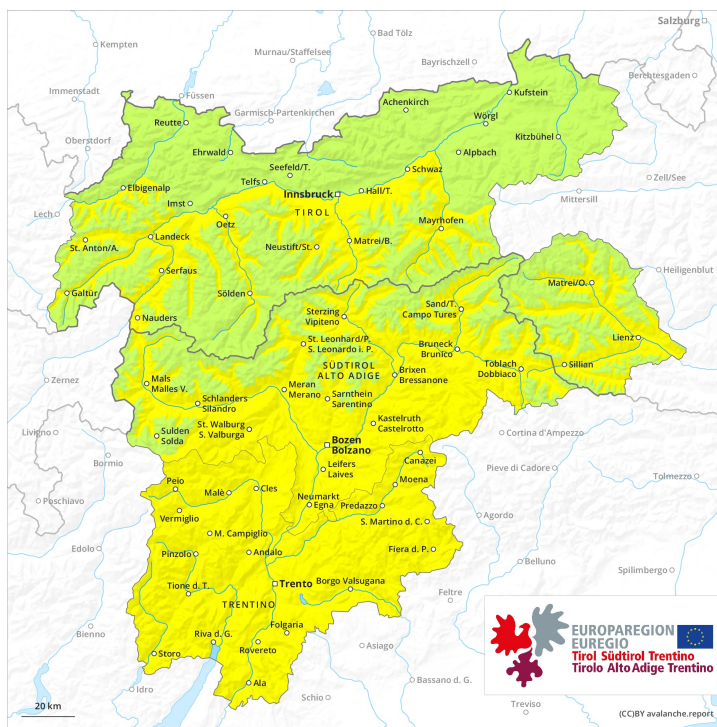 Salzburg
Kempten
Bad Tölz
Murnau/Staffelsee
Bayrischzell
Berchtesgaden
Immenstadt
Füssen
Kufstein
Garmisch-Partenkirchen
Achenkirch
Reutte
Wörgl
Oberstdorf
Ehrwald
Kitzbühel
Alpbach
Seefeld/T.
Schwaz
Telfs
Zell/See
Elbigenalp
Innsbruck
Hall/T.
Mittersill
Imst
Lech
TIROL
Oetz
Mayrhofen
Landeck
Neustift/St.
Matrei/B.
St. Anton/A.
Serfaus
Heiligenblut
Galtür
Sölden
Matrei/O.
Sand/T.
Campo Tures
Nauders
Sterzing
Vipiteno
Lienz
St. Leonhard/P.
S. Leonardo i. P.
Bruneck
Brunico
Toblach
Dobbiaco
Sillian
SÜDTIROL
ALTO ADIGE
Brixen
Bressanone
Zernez
Mals
Malles V.
Meran
Merano
Schlanders
Silandro
Sarnthein
Sarentino
Kastelruth
Castelrotto
St. Walburg
S. Valburga
Livigno
Sulden
Solda
Cortina d'Ampezzo
Bozen
Bolzano
Bormio
Canazei
Pieve di Cadore
Leifers
Laives
Tolmezzo
Peio
Moena
Poschiavo
Malè
Cles
Neumarkt
Egna
Predazzo
Vermiglio
Agordo
S. Martino d. C.
M. Campiglio
Edolo
Pinzolo
Andalo
Fiera d. P.
Belluno
Spilimbergo
Tione d. T.
Trento
Borgo Valsugana
Feltre
TRENTINO
Folgaria
Bienno
Riva d. G.
Rovereto
Asiago
Storo
Bassano d. G.
Idro
Ala
Schio
Treviso
EUROPAREGION
EUREGIO
Tirol Südtirol Trentino
Tirolo Alto Adige Trentino
20 km
(CC)BY avalanche.report